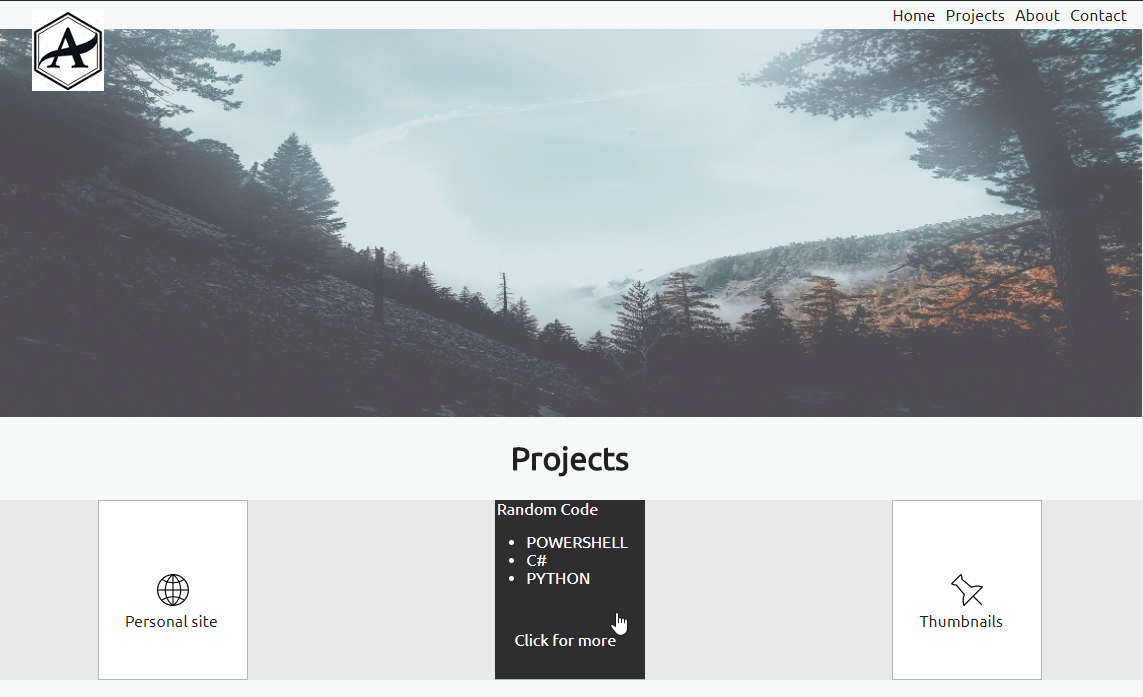 Home Projects About Contact
A
Projects
Personal site
Random Code
• POWERSHELL
• C#
• PYTHON
Click for more
Thumbnails